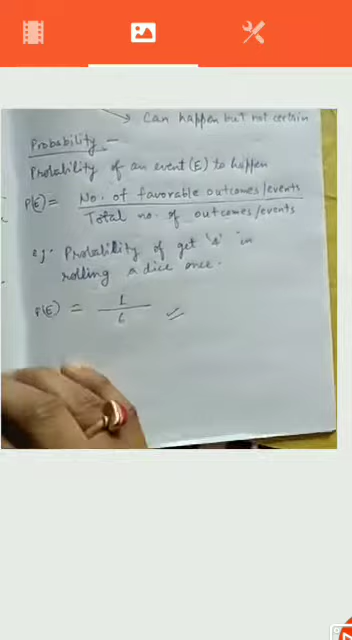 → Can happen but not certain
Probability -
Probability of an event (E) to happen
P(E) = No. of favorable outcomes/events
Total no. of outcomes/events
eg:- Probability of get '4' in
rolling a dice once.
P(E) = 1
6